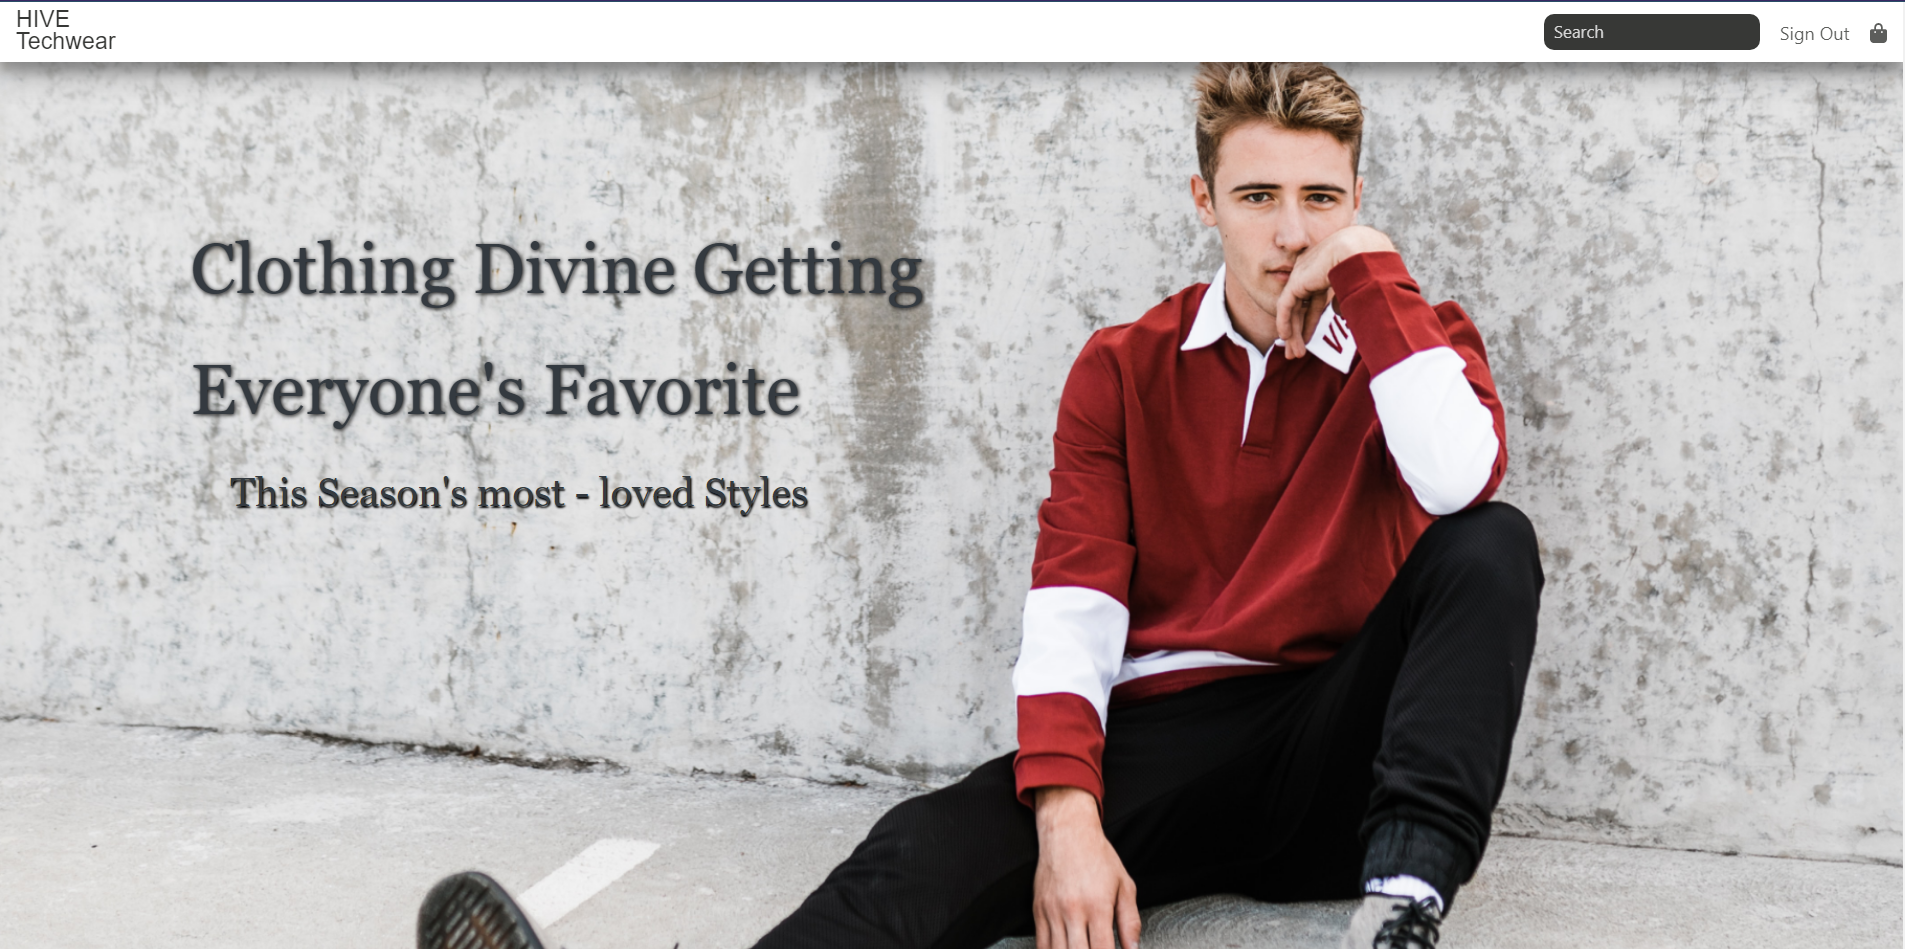 HIVE
Techwear
Search
Sign Out
Clothing Divine Getting
Everyone's Favorite
This Season's most - loved Styles